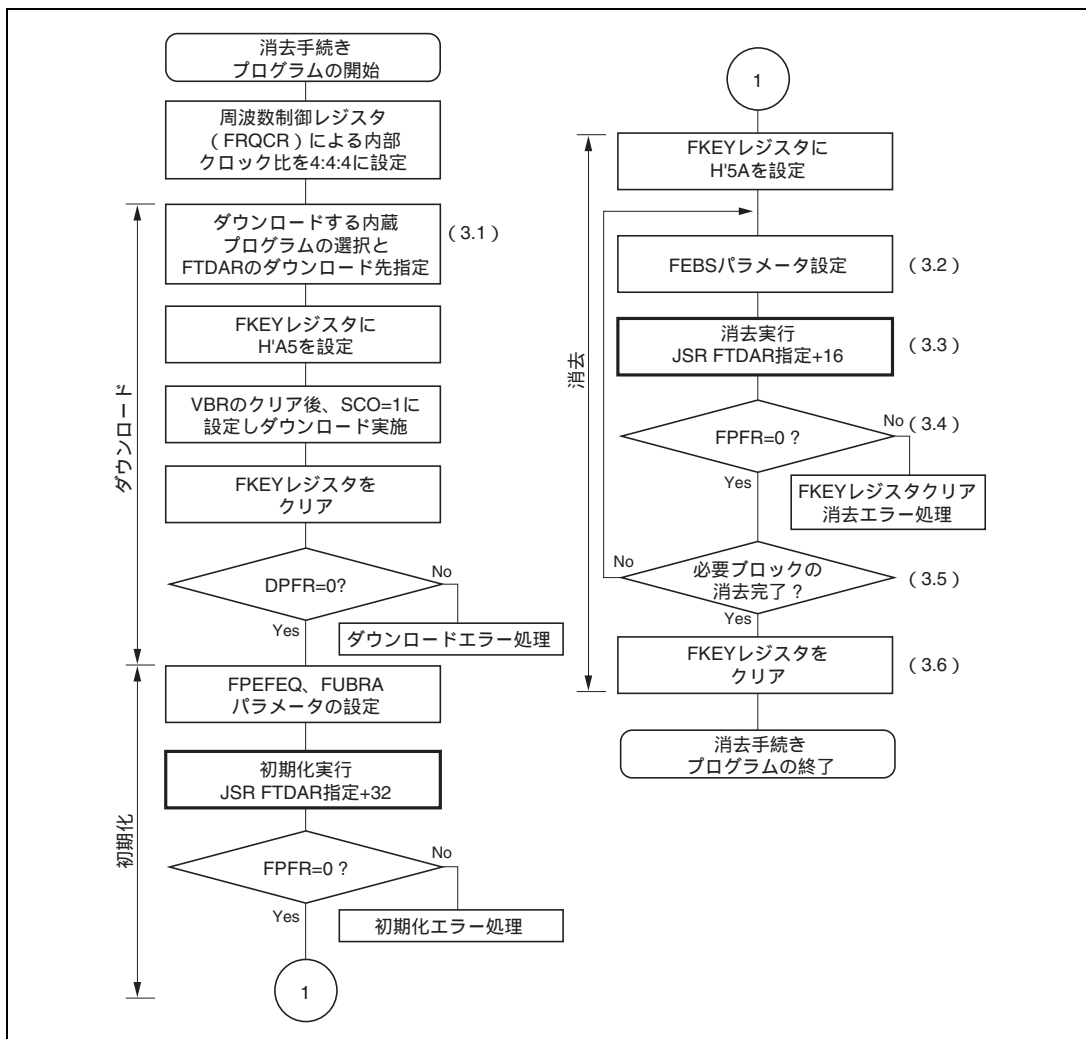 消去手続き
プログラムの開始
周波数制御レジスタ
(FRQCR)による内部
クロック比を4:4:4に設定
ダウンロード
ダウンロードする内蔵
プログラムの選択と
FTDARのダウンロード先指定
(3.1)
FKEYレジスタに
H'A5を設定
VBRのクリア後、SCO=1に
設定しダウンロード実施
FKEYレジスタを
クリア
DPFR=0?
No
Yes
ダウンロードエラー処理
初期化
FPEFEQ、FUBRA
パラメータの設定
初期化実行
JSR FTDAR指定+32
FPFR=0 ?
No
Yes
初期化エラー処理
1
1
消去
FKEYレジスタに
H'5Aを設定
FEBSパラメータ設定
(3.2)
消去実行
JSR FTDAR指定+16
(3.3)
FPFR=0 ?
No
(3.4)
Yes
FKEYレジスタクリア
消去エラー処理
No
必要ブロックの
消去完了 ?
(3.5)
Yes
FKEYレジスタを
クリア
(3.6)
消去手続き
プログラムの終了